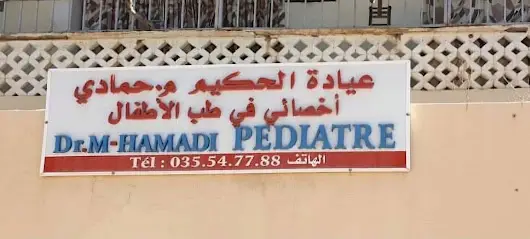 عيادة الحكيم م.حمادي
أخصائي في طب الأطفال
Dr.M-HAMADI PEDIATRE
Tél : 035.54.77.88 الهاتف